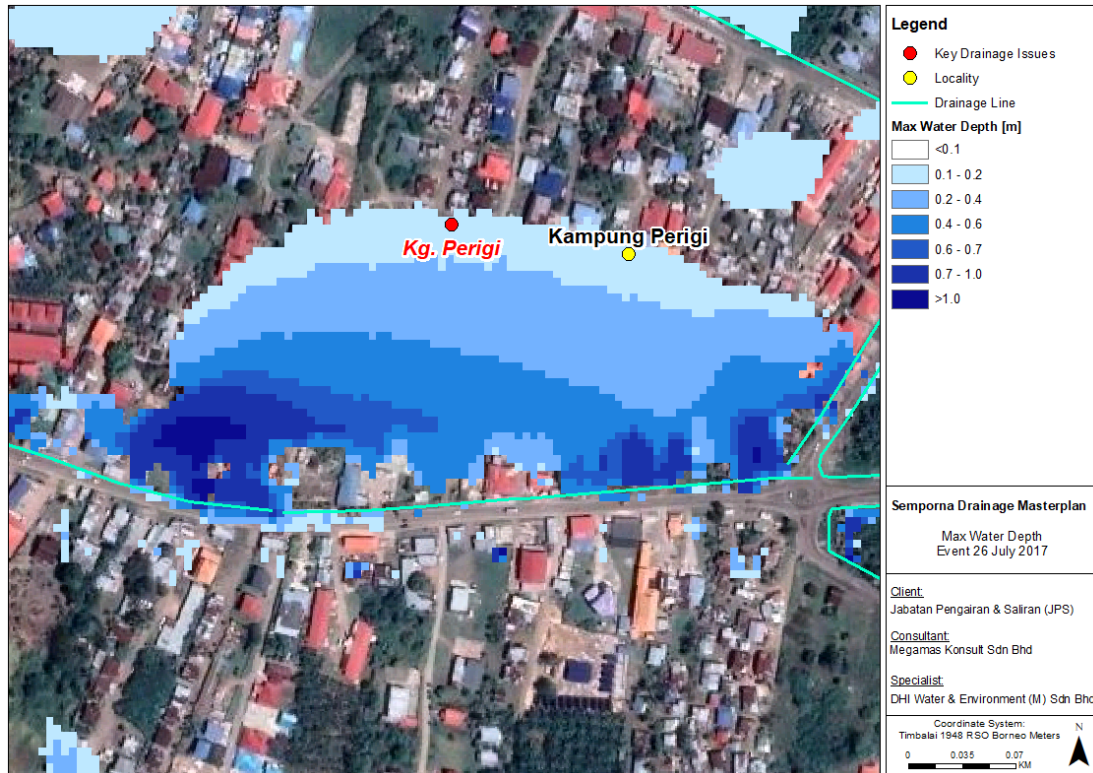 Kg. Perigi
Kampung Perigi
Legend
Key Drainage Issues
Locality
Drainage Line
Max Water Depth [m]
<0.1
0.1 - 0.2
0.2 - 0.4
0.4 - 0.6
0.6 - 0.7
0.7 - 1.0
>1.0
Semporna Drainage Masterplan
Max Water Depth
Event 26 July 2017
Client:
Jabatan Pengairan & Saliran (JPS)
Consultant:
Megamas Konsult Sdn Bhd
Specialist:
DHI Water & Environment (M) Sdn Bhd
Coordinate System:
Timbalai 1948 RSO Borneo Meters
N
0 0.035 0.07
KM